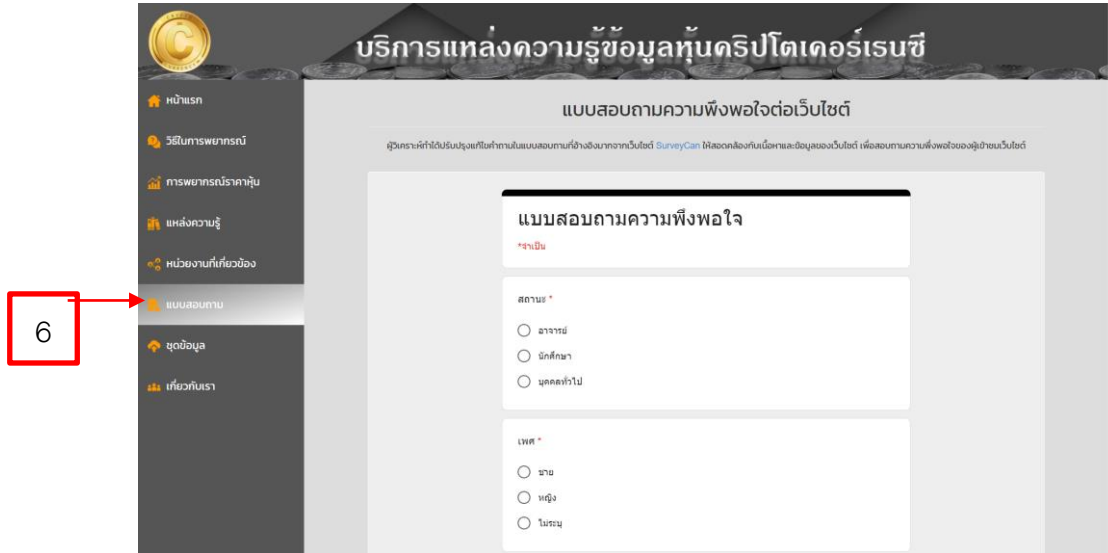 บริการแหล่งความรู้ข้อมูลหุ้นคริปโตเคอร์เรนซี
หน้าแรก
วิธีในการพยากรณ์
การพยากรณ์ราคาหุ้น
แหล่งความรู้
หน่วยงานที่เกี่ยวข้อง
แบบสอบถาม
ชุดข้อมูล
เกี่ยวกับเรา
6
แบบสอบถามความพึงพอใจต่อเว็บไซต์
ผู้วิเคราะห์ทำได้ปรับปรุงแก้ไขคำถามในแบบสอบถามที่อ้างอิงมากจากเว็บไซต์ SurveyCan ให้สอดคล้องกับเนื้อหาและข้อมูลของเว็บไซต์ เพื่อสอบถามความพึ่งพอใจของผู้เข้าชมเว็บไซต์
แบบสอบถามความพึงพอใจ
*จำเป็น
สถานะ *
อาจารย์
นักศึกษา
บุคคลทั่วไป
เพศ *
ชาย
หญิง
ไม่ระบุ